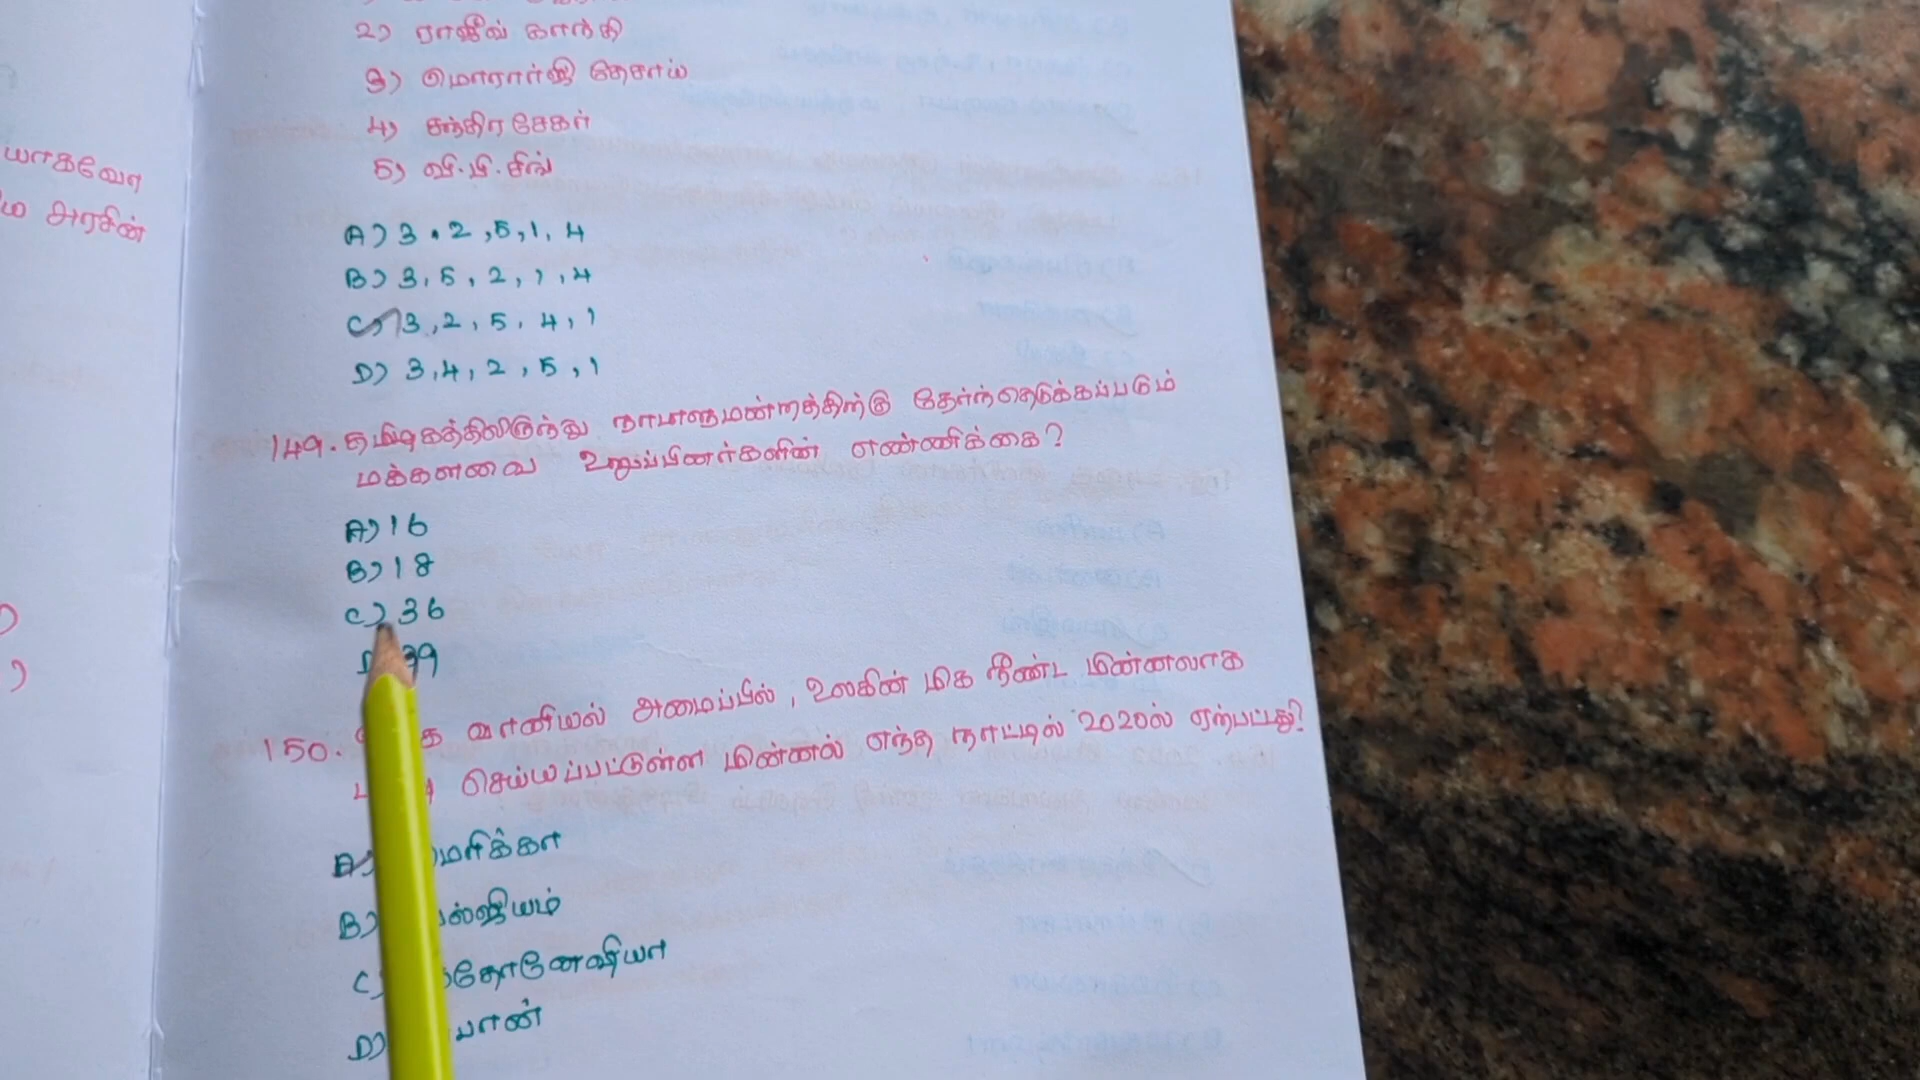 2) ராஜீவ் காந்தி
3) மொரார்ஜி தேசாய்
4) சந்திரசேகர்
5) வி.பி.சிங்
யாகவோ
அரசின்
A) 3, 2, 5, 1, 4
B) 3, 5, 2, 1, 4
C) 3, 2, 5, 4, 1
D) 3, 4, 2, 5, 1
149. தமிழகத்திலிருந்து நாடாளுமன்றத்திற்கு தேர்ந்தெடுக்கப்படும்
மக்களவை உறுப்பினர்களின் எண்ணிக்கை?
A) 16
B) 18
C) 36
39
150. வானியல் அமைப்பில், உலகின் மிக நீண்ட மின்னலாக
செய்யப்பட்டுள்ள மின்னல் எந்த நாட்டில் 2020ல் ஏற்பட்டது?
A) மெரிக்கா
B) ல்ஜியம்
C) தோனேஷியா
D) பான்